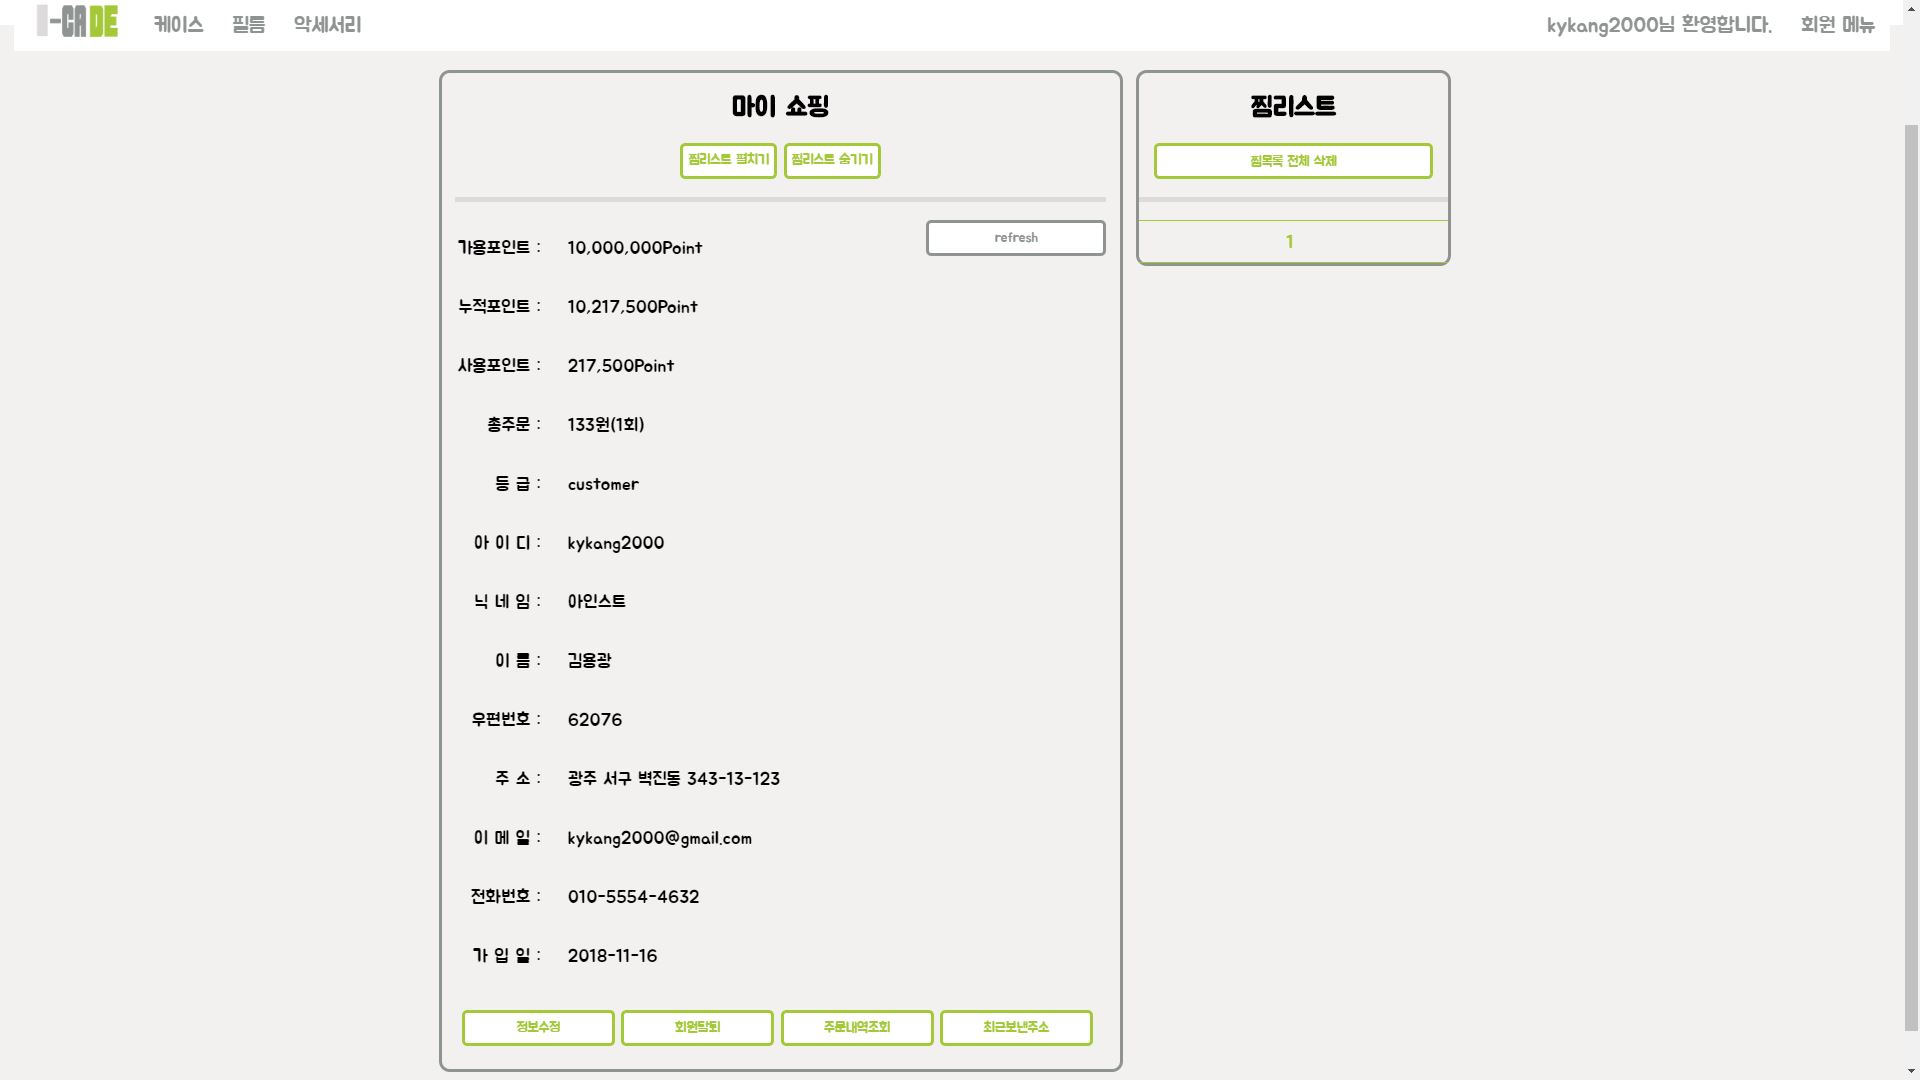 I-CADE 케이스 필름 악세서리 kykang2000님 환영합니다. 회원 메뉴
마이 쇼핑
찜리스트 펼치기 찜리스트 숨기기
refresh
가용포인트 : 10,000,000Point
누적포인트 : 10,217,500Point
사용포인트 : 217,500Point
총주문 : 133원(1회)
등 급 : customer
아 이 디 : kykang2000
닉 네 임 : 아인스트
이 름 : 김용광
우편번호 : 62076
주 소 : 광주 서구 벽진동 343-13-123
이 메 일 : kykang2000@gmail.com
전화번호 : 010-5554-4632
가 입 일 : 2018-11-16
정보수정 회원탈퇴 주문내역조회 최근보낸주소
찜리스트
찜목록 전체 삭제
1